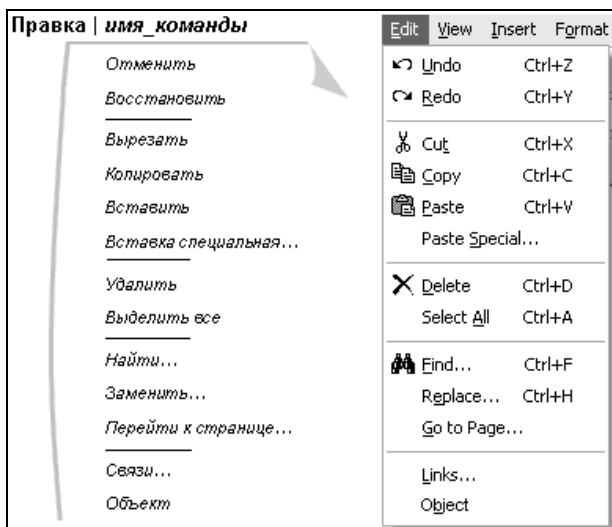 Правка | имя_команды
Отменить
Восстановить
Вырезать
Копировать
Вставить
Вставка специальная...
Удалить
Выделить все
Найти...
Заменить...
Перейти к странице...
Связи...
Объект
Edit View Insert Format
Undo Ctrl+Z
Redo Ctrl+Y
Cut Ctrl+X
Copy Ctrl+C
Paste Ctrl+V
Paste Special...
Delete Ctrl+D
Select All Ctrl+A
Find... Ctrl+F
Replace... Ctrl+H
Go to Page...
Links...
Object